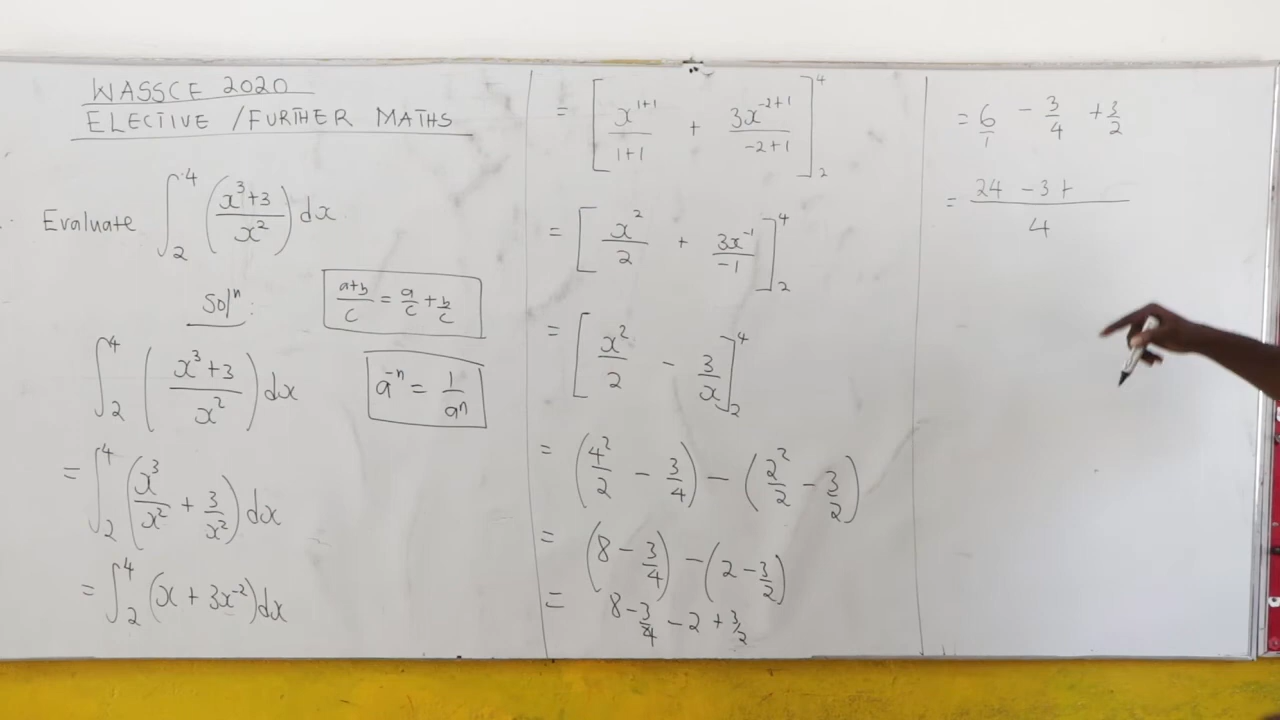 WASSCE 2020
ELECTIVE / FURTHER MATHS
Evaluate ∫₂⁴ ((x³+3)/x²) dx
Solⁿ:
(a+b)/c = a/c + b/c
∫₂⁴ ((x³+3)/x²) dx
a⁻ⁿ = 1/aⁿ
= ∫₂⁴ (x³/x² + 3/x²) dx
= ∫₂⁴ (x + 3x⁻²) dx
= [x¹⁺¹/(1+1) + 3x⁻²⁺¹/(-2+1)]₂⁴
= [x²/2 + 3x⁻¹/-1]₂⁴
= [x²/2 - 3/x]₂⁴
= (4²/2 - 3/4) - (2²/2 - 3/2)
= (8 - 3/4) - (2 - 3/2)
= 8 - 3/4 - 2 + 3/2
= 6/1 - 3/4 + 3/2
= (24 - 3 +)/4